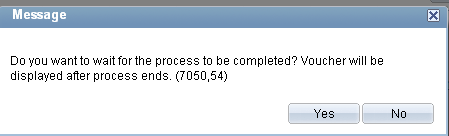 Message
Do you want to wait for the process to be completed? Voucher will be
displayed after process ends. (7050,54)
Yes No